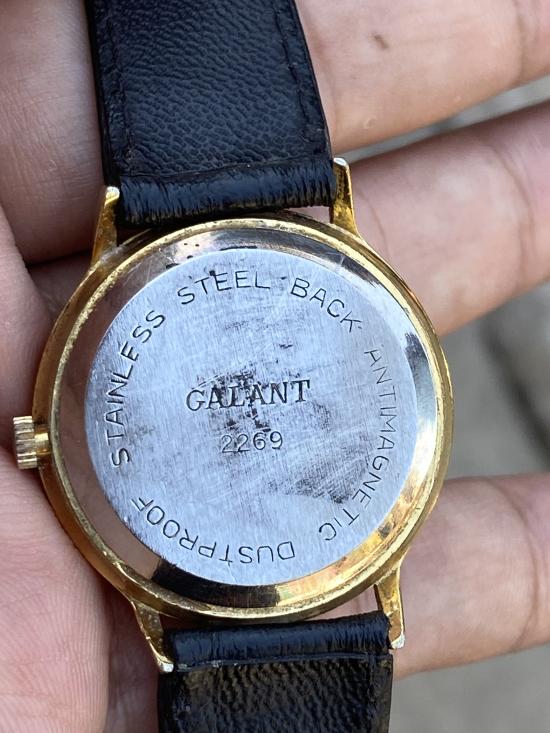 STAINLESS STEEL BACK ANTIMAGNETIC DUSTPROOF
GALANT
2269